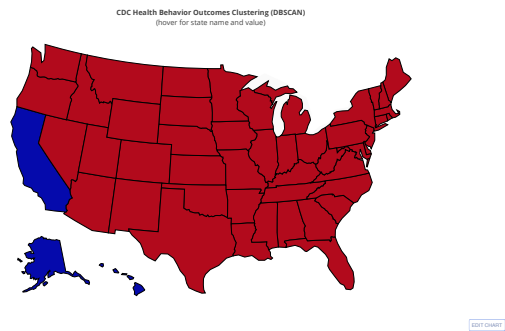 CDC Health Behavior Outcomes Clustering (DBSCAN)
(hover for state name and value)
EDIT CHART